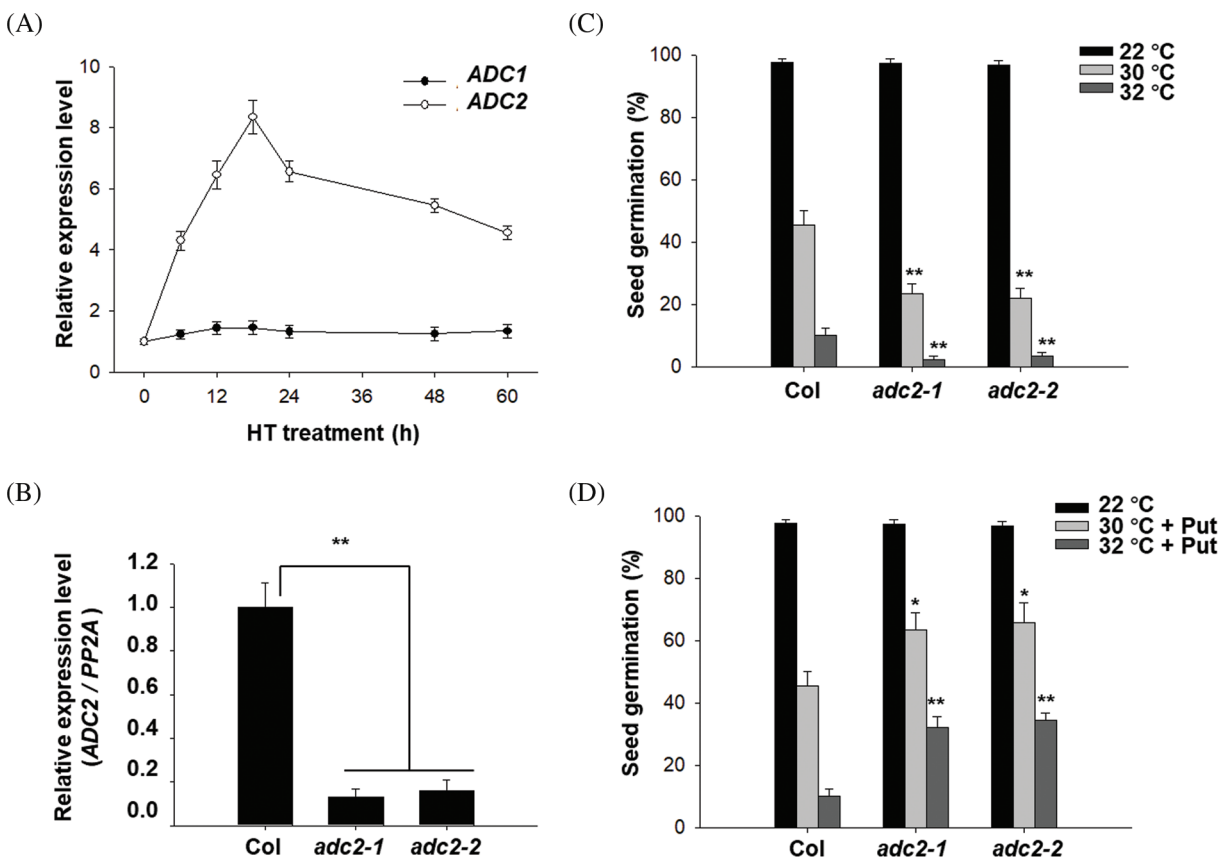 (A)
10
8
6
4
2
0
Relative expression level
ADC1
ADC2
0 12 24 36 48 60
HT treatment (h)
(B)
**
1.2
1.0
0.8
0.6
0.4
0.2
0.0
Relative expression level
(ADC2 / PP2A )
Col adc2-1 adc2-2
(C)
100
80
60
40
20
0
Seed germination (%)
22 °C
30 °C
32 °C
** **
** **
Col adc2-1 adc2-2
(D)
100
80
60
40
20
0
Seed germination (%)
22 °C
30 °C + Put
32 °C + Put
* *
** **
Col adc2-1 adc2-2